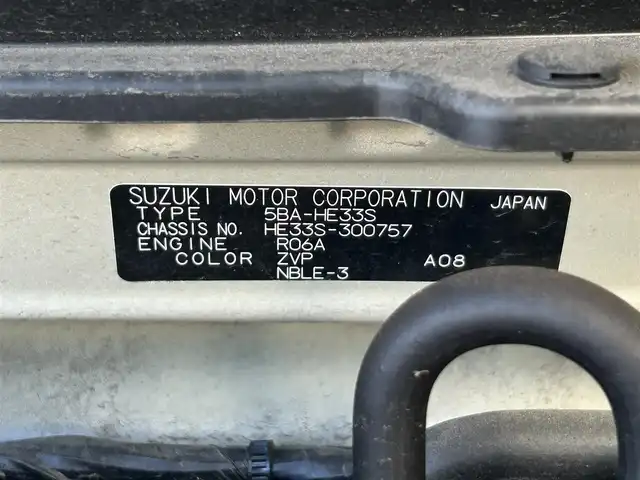 SUZUKI MOTOR CORPORATION JAPAN
TYPE 5BA-HE33S
CHASSIS NO. HE33S-300757
ENGINE R06A
COLOR ZVP A08
NBLE-3